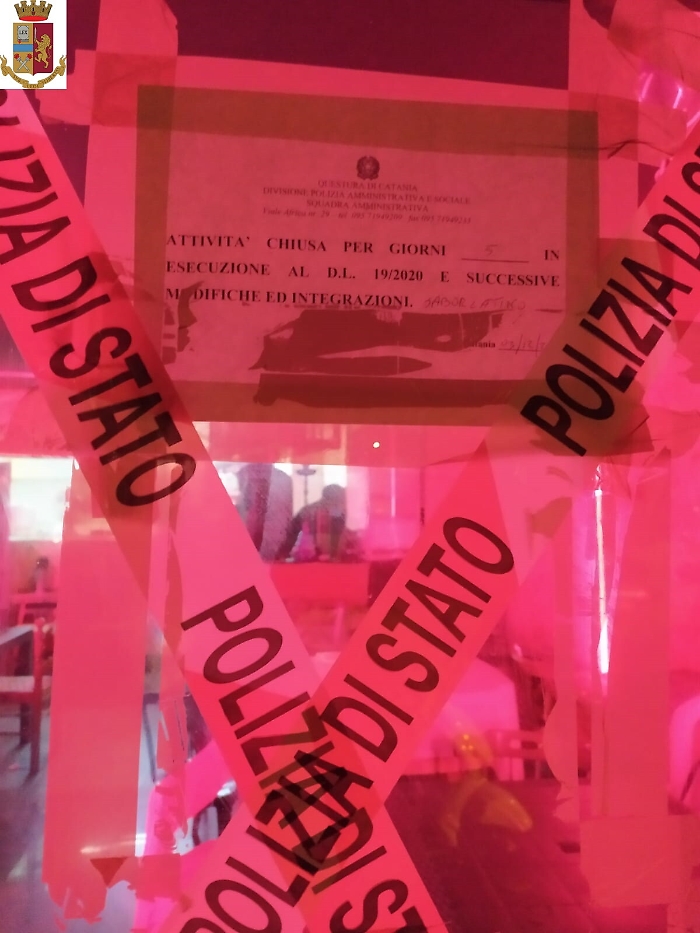 QUESTURA DI CATANIA
DIVISIONE POLIZIA AMMINISTRATIVA E SOCIALE
SQUADRA AMMINISTRATIVA
ATTIVITA' CHIUSA PER GIORNI 5 IN
ESECUZIONE AL D.L. 19/2020 E SUCCESSIVE
MODIFICHE ED INTEGRAZIONI.
POLIZIA DI STATO
POLIZIA DI STATO
POLIZIA DI ST
POLIZIA DI STATO